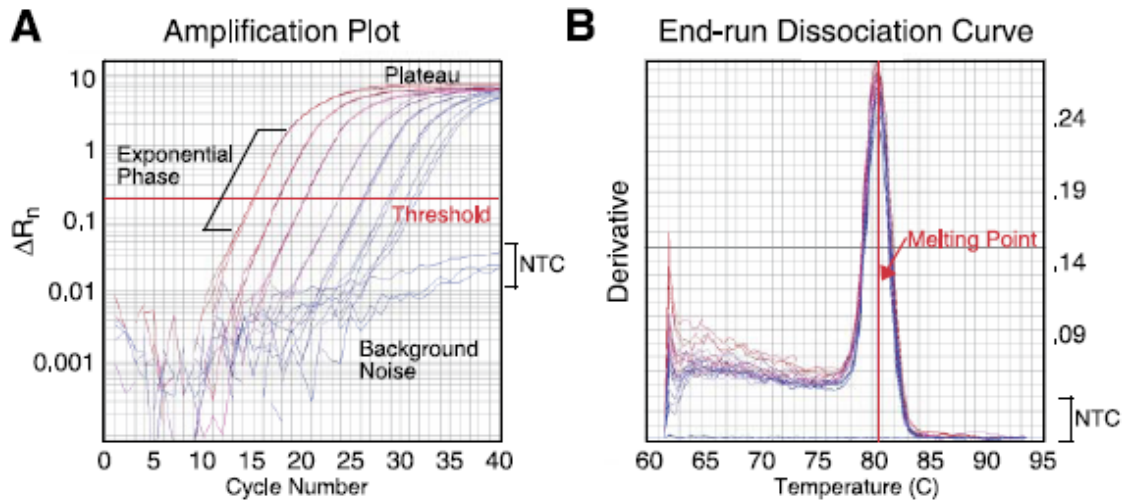 A Amplification Plot
10
1
0.1
0.01
0.001
ΔRn
Plateau
Exponential
Phase
Threshold
NTC
Background
Noise
0 5 10 15 20 25 30 35 40
Cycle Number
B End-run Dissociation Curve
Derivative
Melting Point
.24
.19
.14
.09
NTC
60 65 70 75 80 85 90 95
Temperature (C)